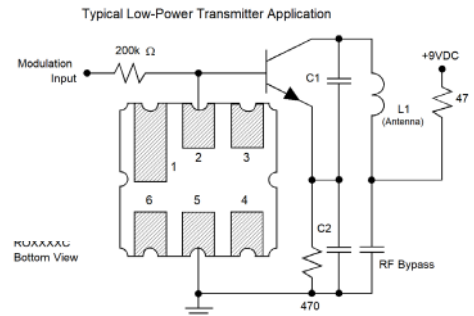 Typical Low-Power Transmitter Application
200k Ω
Modulation
Input
C1
+9VDC
47
L1
(Antenna)
1
2
3
6
5
4
C2
Bottom View
RF Bypass
470